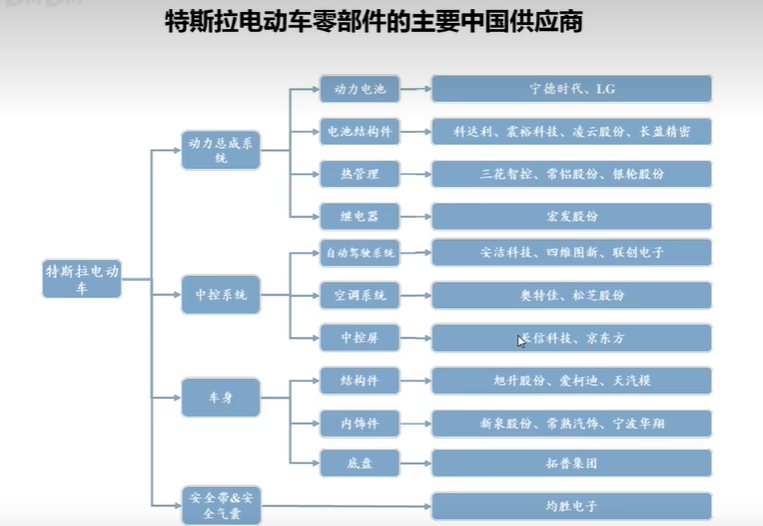 特斯拉电动车零部件的主要中国供应商
动力电池
宁德时代、LG
动力总成系
统
电池结构件
科达利、震裕科技、凌云股份、长盈精密
热管理
三花智控、常铝股份、银轮股份
继电器
宏发股份
特斯拉电动
车
中控系统
自动驾驶系统
安洁科技、四维图新、联创电子
空调系统
奥特佳、松芝股份
中控屏
长信科技、京东方
车身
结构件
旭升股份、爱柯迪、天汽模
内饰件
新泉股份、常熟汽饰、宁波华翔
底盘
拓普集团
安全带&安
全气囊
均胜电子